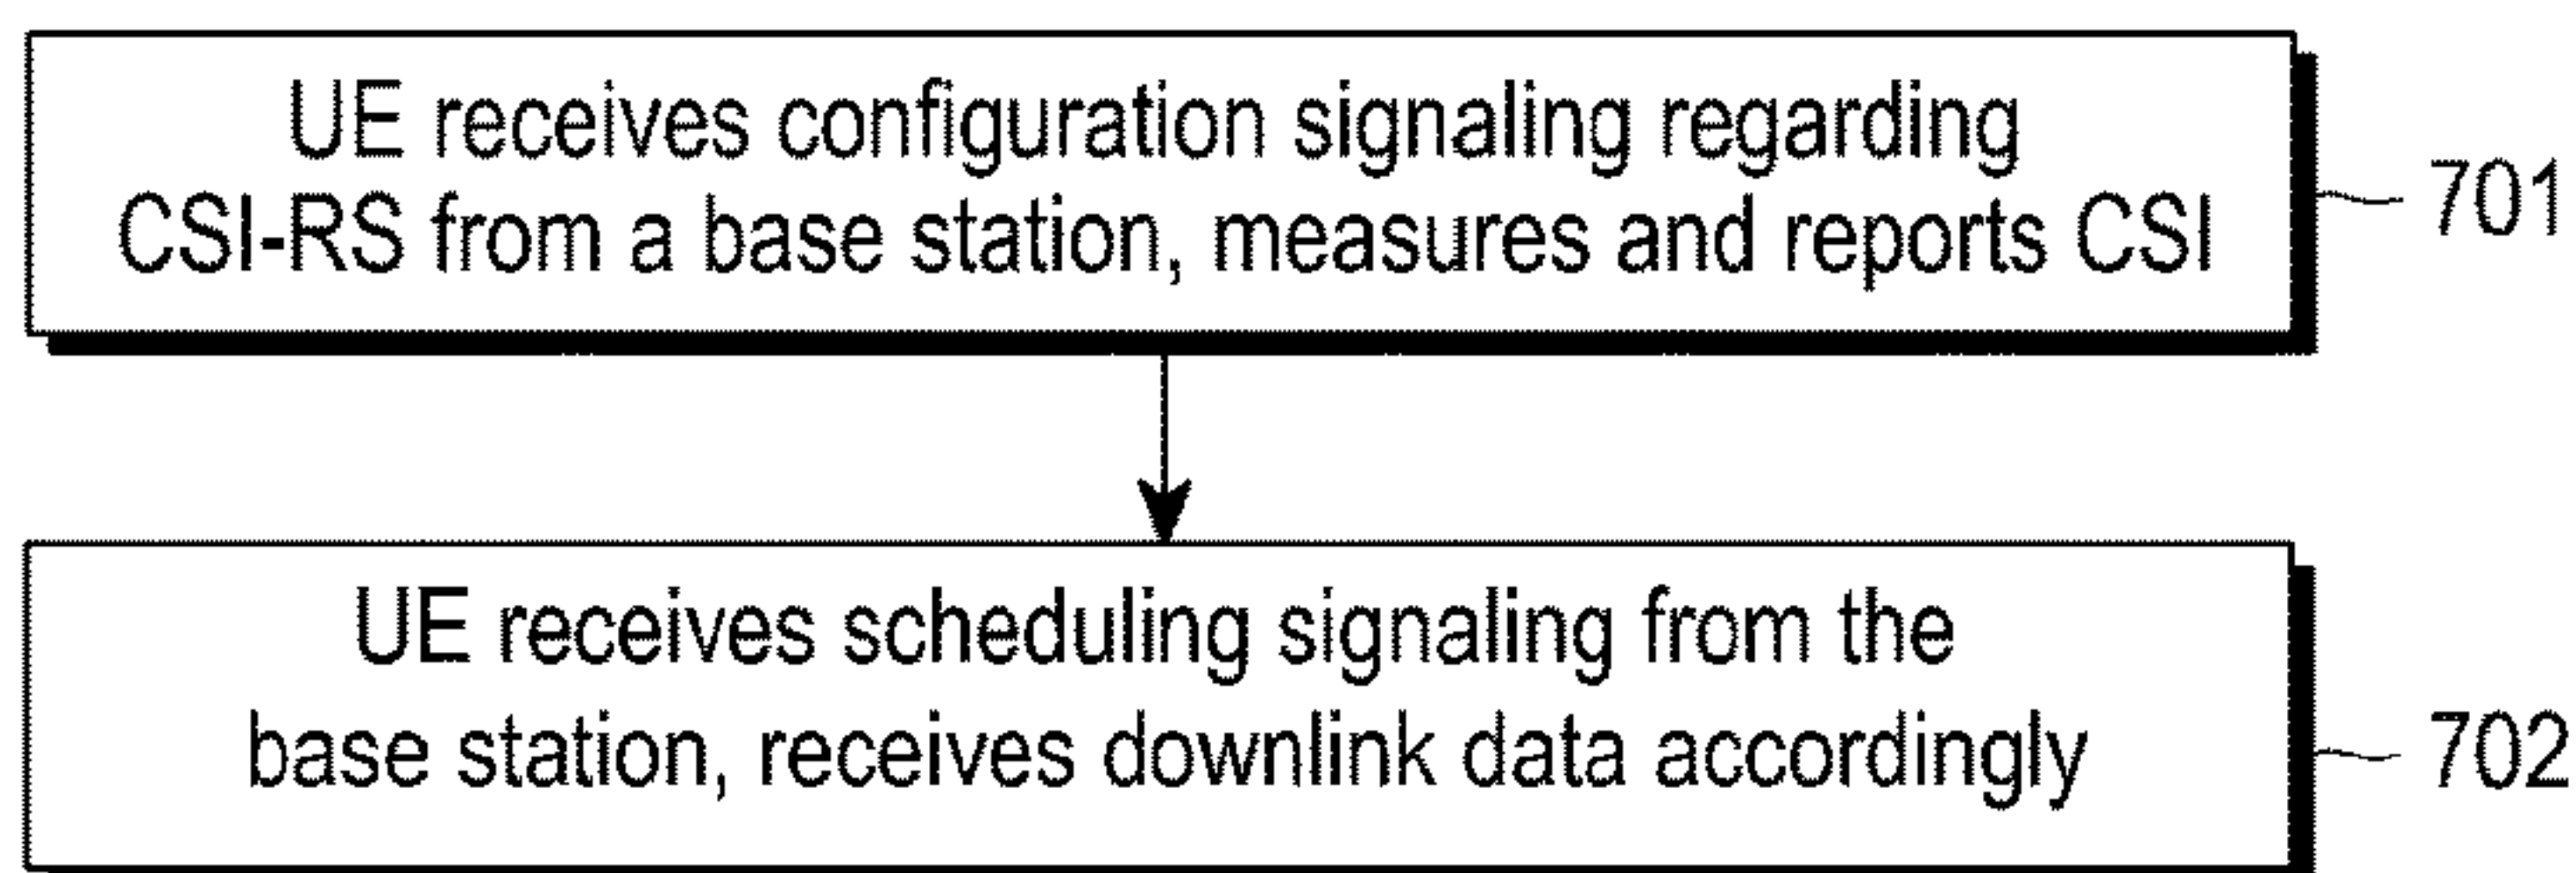 UE receives configuration signaling regarding
CSI-RS from a base station, measures and reports CSI
701
UE receives scheduling signaling from the
base station, receives downlink data accordingly
702